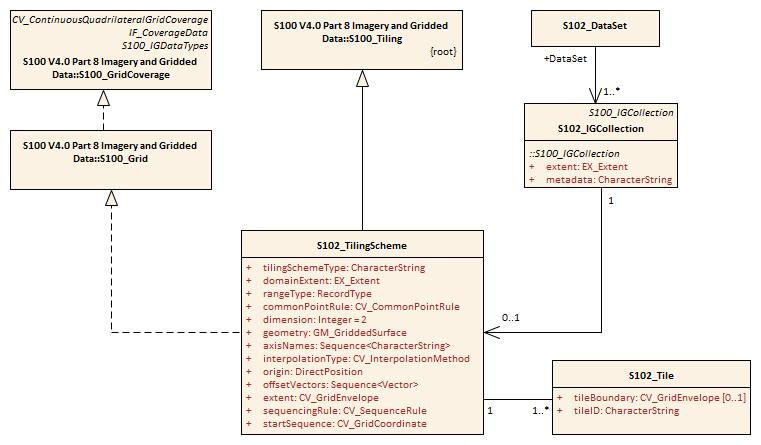 CV_ContinuousQuadrilateralGridCoverage
IF_CoverageData
S100_IGDataTypes
S100 V4.0 Part 8 Imagery and Gridded
Data::S100_GridCoverage
S100 V4.0 Part 8 Imagery and Gridded
Data::S100_Tiling
{root}
S102_DataSet
+DataSet
1..*
S100_IGCollection
S102_IGCollection
::S100_IGCollection
+ extent: EX_Extent
+ metadata: CharacterString
1
S100 V4.0 Part 8 Imagery and Gridded
Data::S100_Grid
S102_TilingScheme
+ tilingSchemeType: CharacterString
+ domainExtent: EX_Extent
+ rangeType: RecordType
+ commonPointRule: CV_CommonPointRule
+ dimension: Integer = 2
+ geometry: GM_GriddedSurface
+ axisNames: Sequence<CharacterString>
+ interpolationType: CV_InterpolationMethod
+ origin: DirectPosition
+ offsetVectors: Sequence<Vector>
+ extent: CV_GridEnvelope
+ sequencingRule: CV_SequenceRule
+ startSequence: CV_GridCoordinate
0..1
1
1..*
S102_Tile
+ tileBoundary: CV_GridEnvelope [0..1]
+ tileID: CharacterString